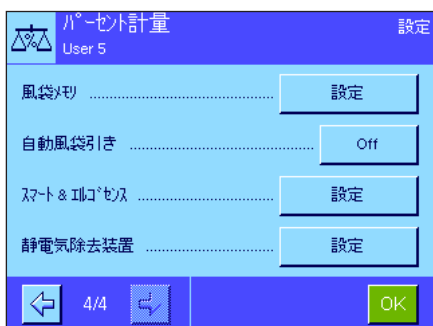 ﾊﾟｰｾﾝﾄ計量 設定
User 5
風袋ﾒﾓﾘ ........................................... 設定
自動風袋引き ........................................... Off
ｽﾏｰﾄ & ｴﾙｺﾞｾﾝｽ ................................... 設定
静電気除去装置 ............................... 設定
4/4 OK